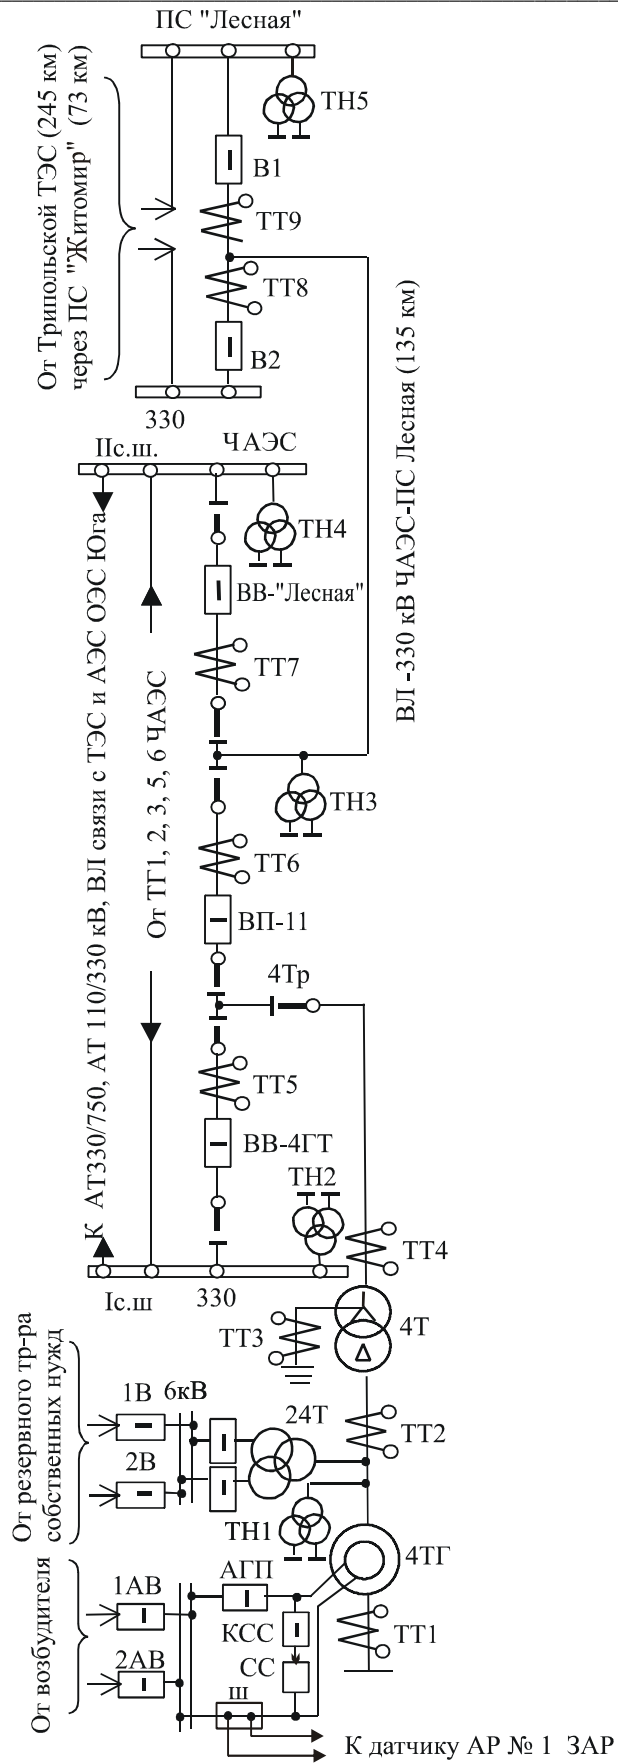 ПС "Лесная"
ТН5
От Трипольской ТЭС (245 км)
через ПС "Житомир" (73 км)
В1
ТТ9
ТТ8
В2
330
ВЛ -330 кВ ЧАЭС-ПС Лесная (135 км)
IIс.ш.
ЧАЭС
ТН4
ВВ-"Лесная"
ТТ7
К АТ330/750, АТ 110/330 кВ, ВЛ связи с ТЭС и АЭС ОЭС Юга
От ТГ1, 2, 3, 5, 6 ЧАЭС
ТН3
ТТ6
ВП-11
4Тр
ТТ5
ВВ-4ГТ
ТН2
ТТ4
Iс.ш
330
ТТ3
4Т
От резервного тр-ра
собственных нужд
1В
6кВ
24Т
ТТ2
2В
ТН1
4ТГ
От возбудителя
АГП
1АВ
КСС
ТТ1
2АВ
СС
Ш
К датчику АР № 1 ЗАР